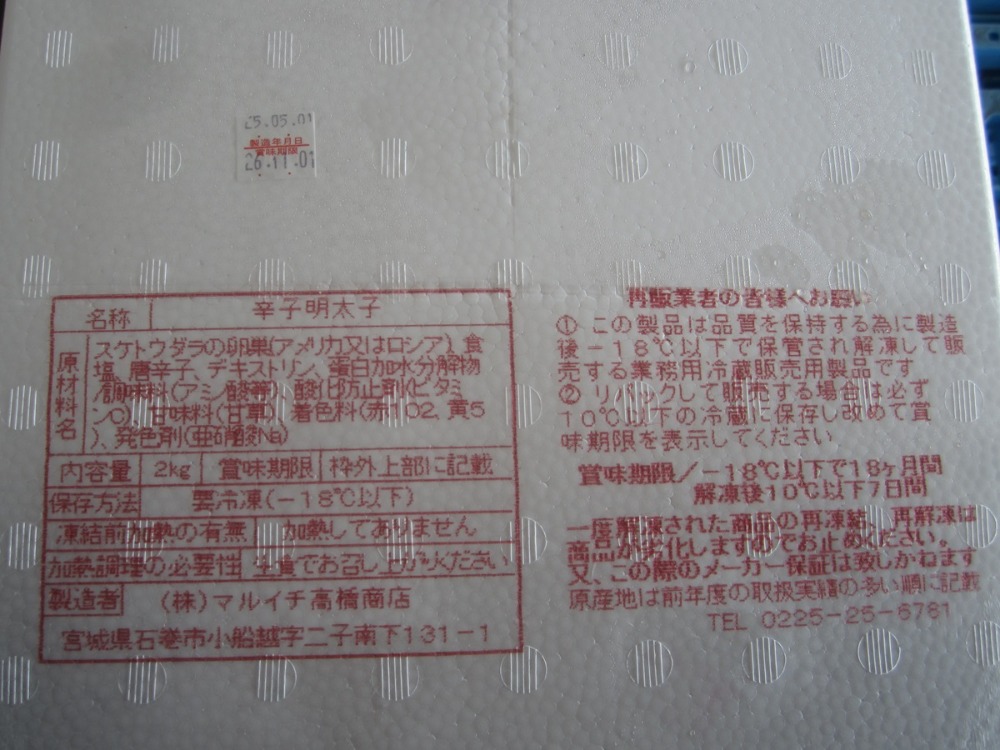 25.05.01
製造年月日
賞味期限
26.11.01
名称 辛子明太子
原材料名
スケトウダラの卵巣(アメリカ又はロシア)、食
塩、唐辛子、デキストリン、蛋白加水分解物
/調味料(アミノ酸等)、酸化防止剤(ビタミ
ンC)、甘味料(甘草)、着色料(赤102、黄5
)、発色剤(亜硝酸Na)
内容量 2kg 賞味期限 枠外上部に記載
保存方法 要冷凍(-18℃以下)
凍結前加熱の有無 加熱してありません
加熱調理の必要性 生食でお召し上がりください
製造者 (株)マルイチ高橋商店
宮城県石巻市小船越字二子南下131-1
再販業者の皆様へお願い
① この製品は品質を保持する為に製造
後-18℃以下で保管され解凍して販
売する業務用冷蔵販売用製品です
② リパックして販売する場合は必ず
10℃以下の冷蔵に保存し改めて賞
味期限を表示してください
賞味期限/-18℃以下で18ヶ月間
解凍後10℃以下7日間
一度解凍された商品の再凍結、再解凍は
商品が劣化しますのでお止めください。
又、この際のメーカー保証は致しかねます
原産地は前年度の取扱実績の多い順に記載
TEL 0225-25-6781